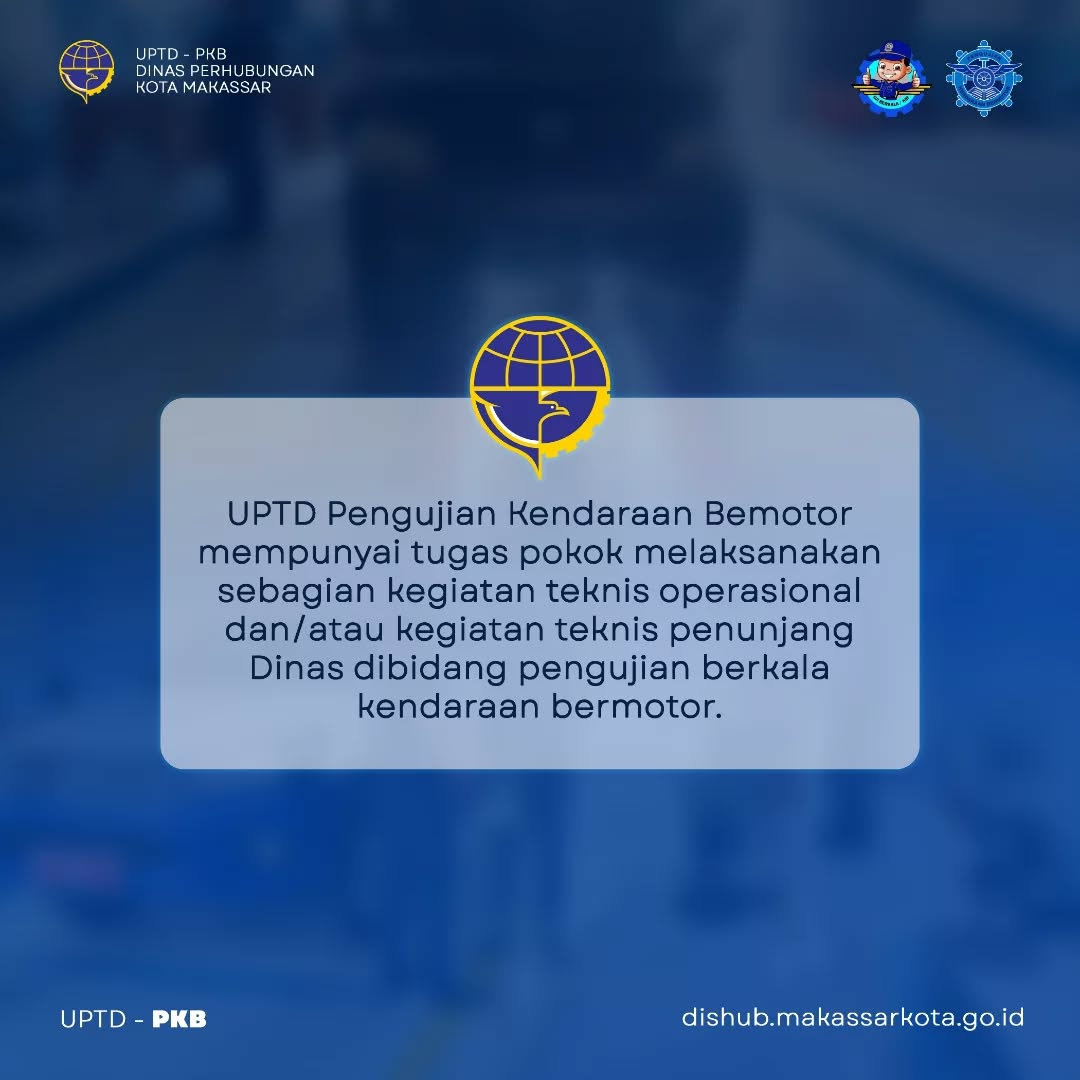 UPTD - PKB
DINAS PERHUBUNGAN
KOTA MAKASSAR
UPTD Pengujian Kendaraan Bemotor
mempunyai tugas pokok melaksanakan
sebagian kegiatan teknis operasional
dan/atau kegiatan teknis penunjang
Dinas dibidang pengujian berkala
kendaraan bermotor.
UPTD - PKB
dishub.makassarkota.go.id